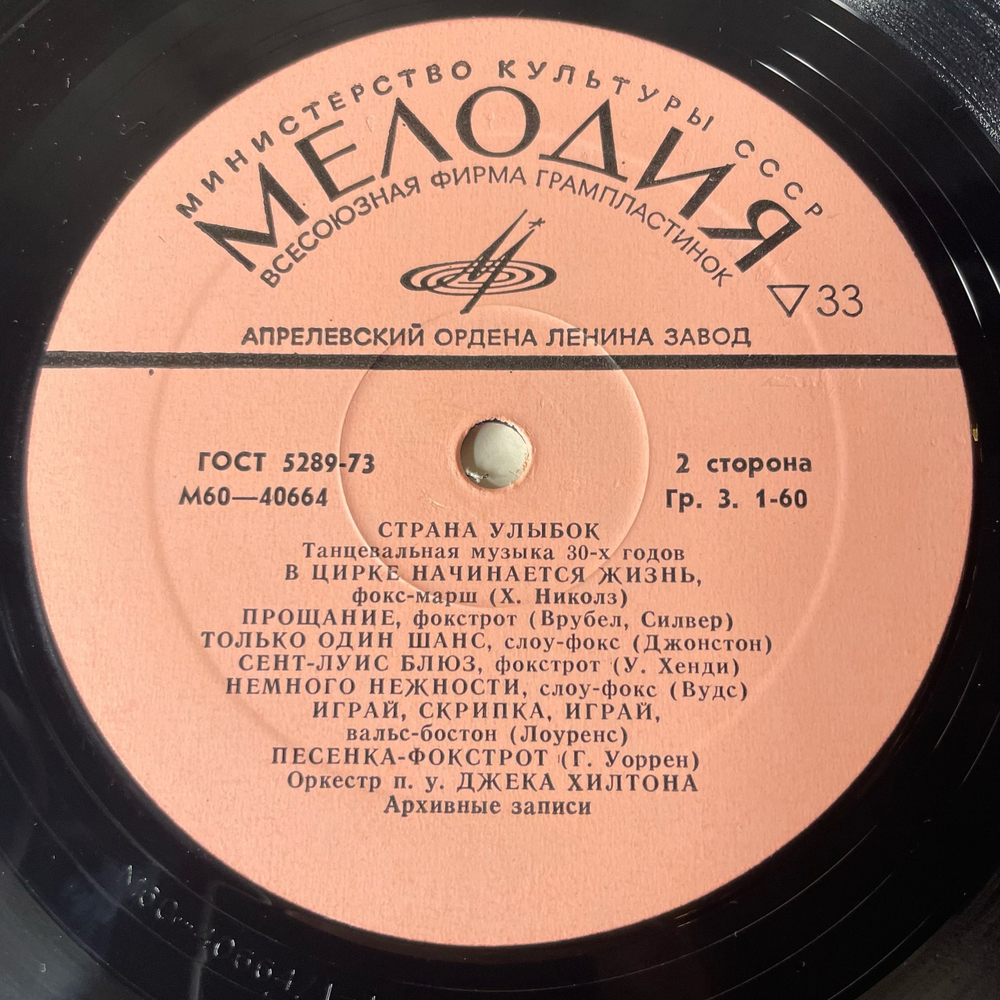 МИНИСТЕРСТВО КУЛЬТУРЫ СССР
МЕЛОДИЯ
ВСЕСОЮЗНАЯ ФИРМА ГРАМПЛАСТИНОК
33
АПРЕЛЕВСКИЙ ОРДЕНА ЛЕНИНА ЗАВОД
ГОСТ 5289-73
М60—40664
2 сторона
Гр. 3. 1-60
СТРАНА УЛЫБОК
Танцевальная музыка 30-х годов
В ЦИРКЕ НАЧИНАЕТСЯ ЖИЗНЬ,
фокс-марш (Х. Николз)
ПРОЩАНИЕ, фокстрот (Врубел, Силвер)
ТОЛЬКО ОДИН ШАНС, слоу-фокс (Джонстон)
СЕНТ-ЛУИС БЛЮЗ, фокстрот (У. Хенди)
НЕМНОГО НЕЖНОСТИ, слоу-фокс (Вудс)
ИГРАЙ, СКРИПКА, ИГРАЙ,
вальс-бостон (Лоуренс)
ПЕСЕНКА-ФОКСТРОТ (Г. Уоррен)
Оркестр п. у. ДЖЕКА ХИЛТОНА
Архивные записи
М60-40664